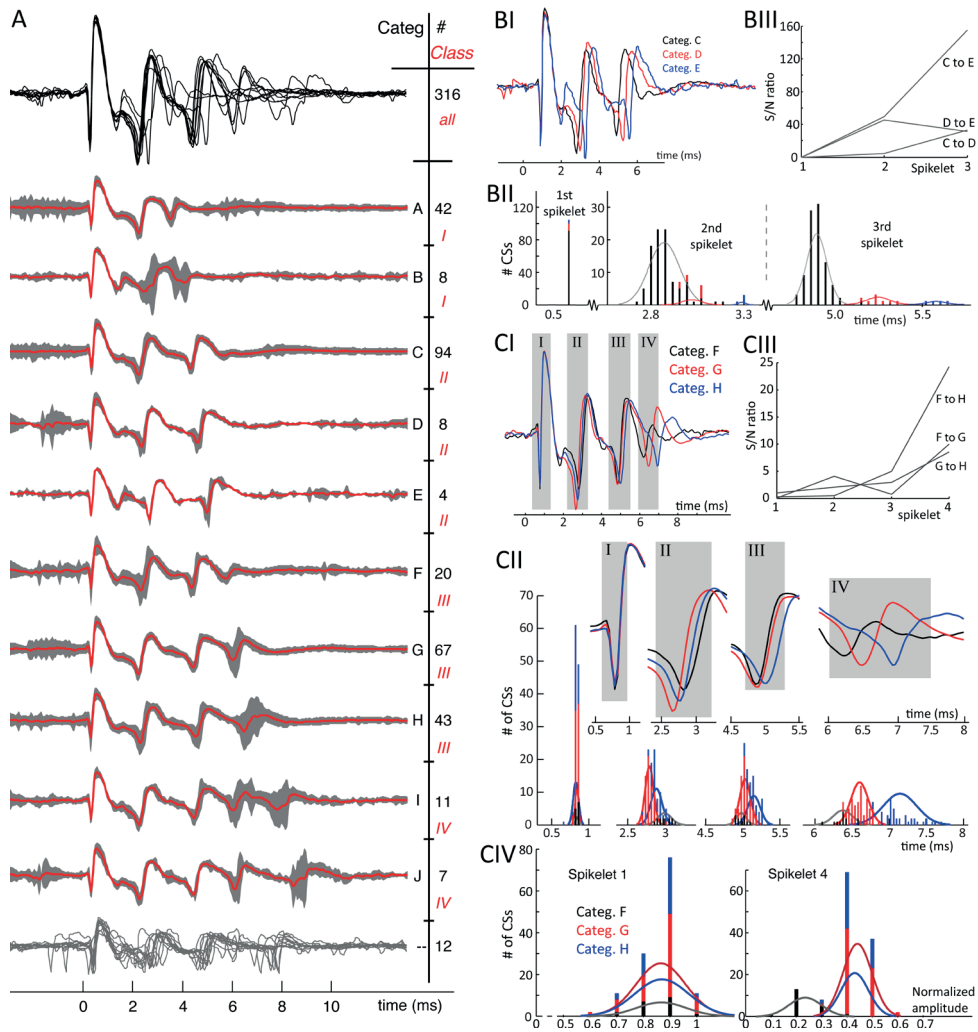 A
Categ #
Class
316
all
A 42
I
B 8
I
C 94
II
D 8
II
E 4
II
F 20
III
G 67
III
H 43
III
I 11
IV
J 7
IV
-- 12
time (ms) 0 2 4 6 8 10
BI
Categ. C
Categ. D
Categ. E
time (ms) 0 2 4 6
BIII
S/N ratio
160
120
80
40
0
C to E
D to E
C to D
1 2 3
Spikelet
BII
# CSs
120
80
40
0
1st
spikelet
30
20
10
2nd
spikelet
3rd
spikelet
0.5 2.8 3.3 5.0 5.5
time (ms)
CI
I II III IV
Categ. F
Categ. G
Categ. H
time (ms)
0 2 4 6 8
CIII
S/N ratio
25
20
15
10
5
0
F to H
F to G
G to H
1 2 3 4
spikelet
CII
# of CSs
70
60
50
40
30
20
10
0
I II III IV
0.5 1 2.5 3 4.5 5 5.5 6 6.5 7 7.5 8
time (ms)
0.5 1 2.5 3 3.5 4.5 5 5.5 6 6.5 7 7.5 8
time (ms)
CIV
# of CSs
80
60
40
20
0
Spikelet 1
Categ. F
Categ. G
Categ. H
0 0.5 0.6 0.7 0.8 0.9 1
Spikelet 4
60
40
20
0
Normalized
amplitude
0 0.1 0.2 0.3 0.4 0.5 0.6 0.7